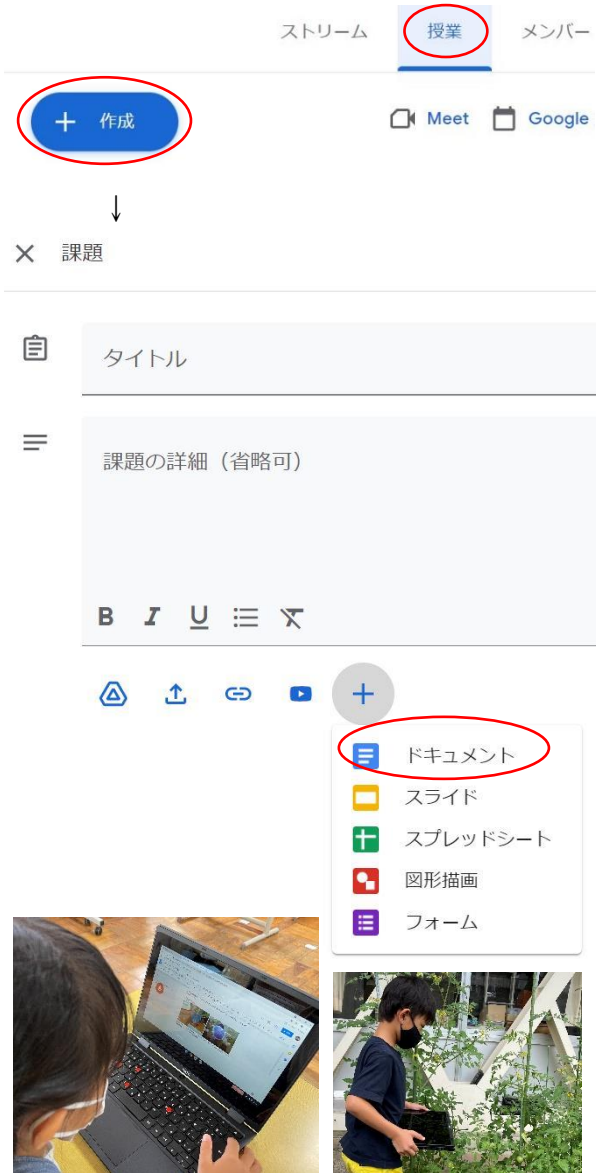 ストリーム 授業 メンバー
+ 作成 Meet Google
↓
× 課題
タイトル
課題の詳細（省略可）
B I U
+
ドキュメント
スライド
スプレッドシート
図形描画
フォーム